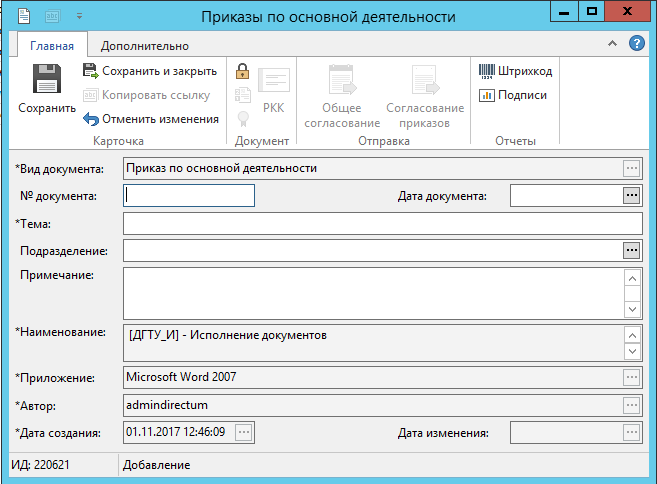 Приказы по основной деятельности
Главная Дополнительно
Сохранить
Сохранить и закрыть
Копировать ссылку
Отменить изменения
Карточка
РКК
Документ
Общее согласование
Согласование приказов
Отправка
Штрихкод
Подписи
Отчеты
*Вид документа: Приказ по основной деятельности
№ документа: Дата документа:
*Тема:
Подразделение:
Примечание:
*Наименование: [ДГТУ_И] - Исполнение документов
*Приложение: Microsoft Word 2007
*Автор: admindirectum
*Дата создания: 01.11.2017 12:46:09 Дата изменения:
ИД: 220621 Добавление